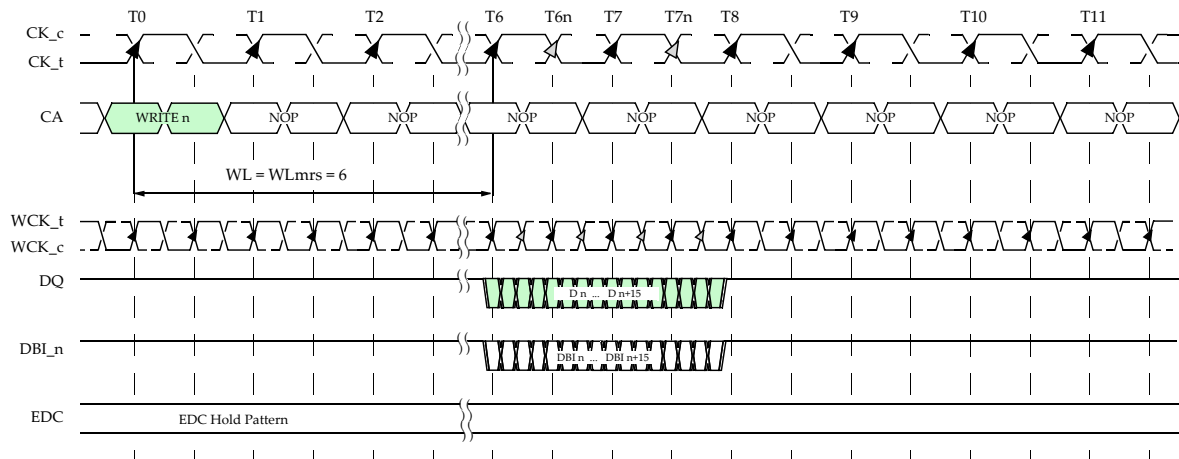 T0 T1 T2 T6 T6n T7 T7n T8 T9 T10 T11
CK_c
CK_t
CA WRITE n NOP NOP NOP NOP NOP NOP NOP NOP
WL = WLmrs = 6
WCK_t
WCK_c
DQ D n ... D n+15
DBI_n DBI n ... DBI n+15
EDC EDC Hold Pattern